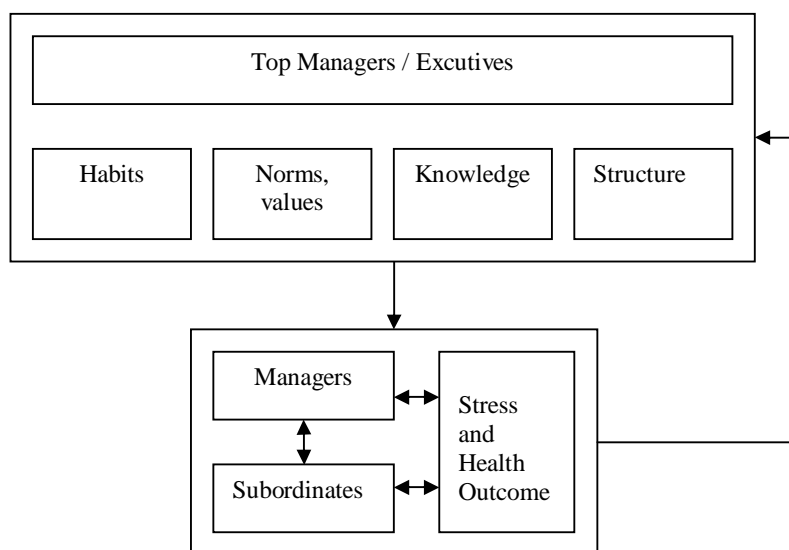 Top Managers / Excutives
Habits
Norms,
values
Knowledge
Structure
Managers
Subordinates
Stress
and
Health
Outcome